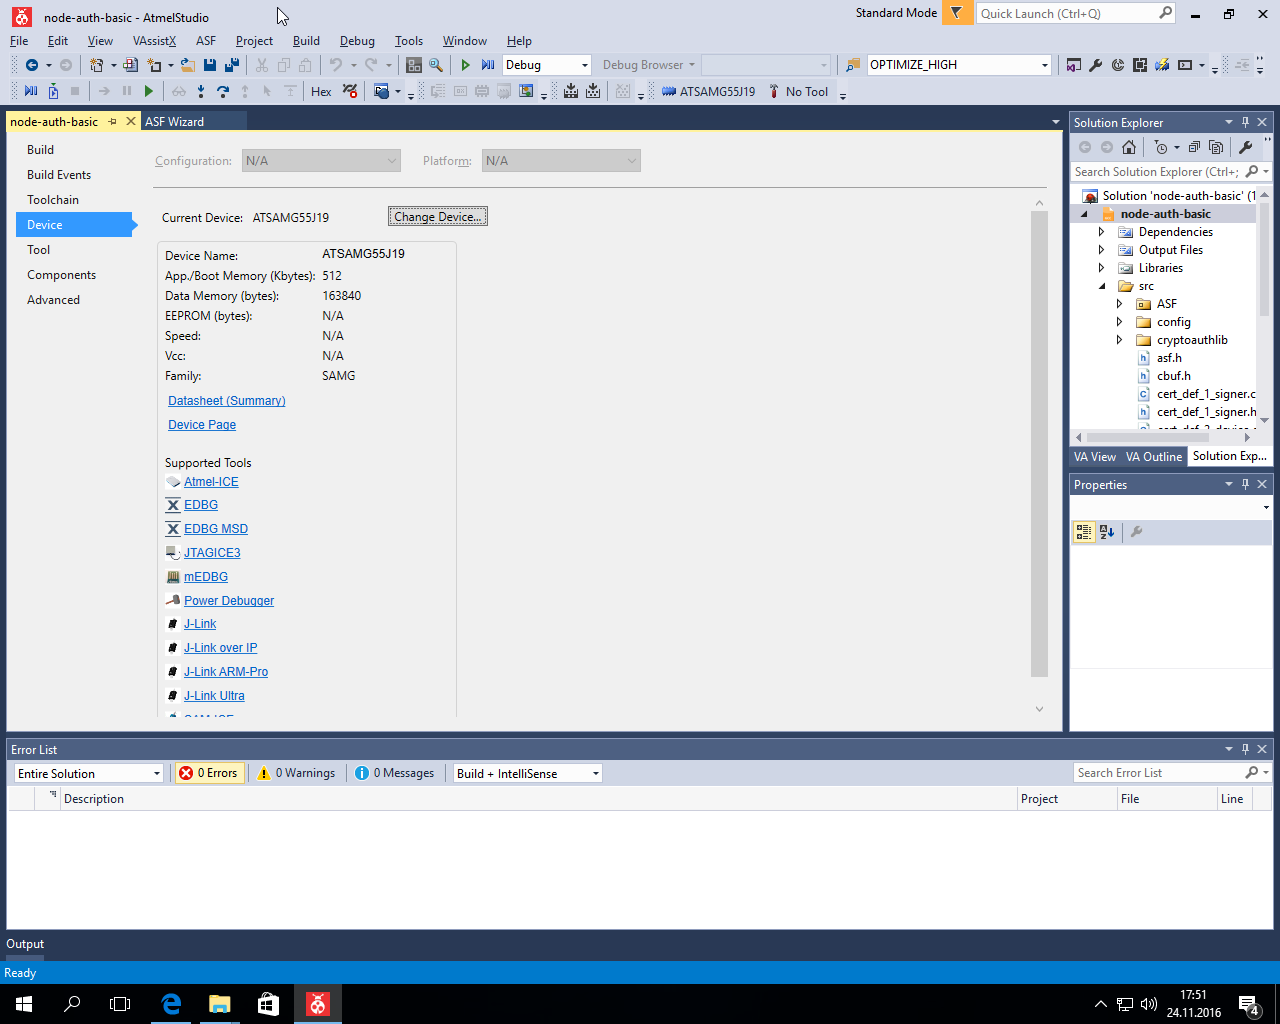 node-auth-basic - AtmelStudio
Standard Mode
Quick Launch (Ctrl+Q)
File Edit View VAssistX ASF Project Build Debug Tools Window Help
Debug Debug Browser OPTIMIZE_HIGH
Hex ATSAMG55J19 No Tool
node-auth-basic ASF Wizard
Build
Build Events
Toolchain
Device
Tool
Components
Advanced
Configuration: N/A Platform: N/A
Current Device: ATSAMG55J19 Change Device...
Device Name: ATSAMG55J19
App./Boot Memory (Kbytes): 512
Data Memory (bytes): 163840
EEPROM (bytes): N/A
Speed: N/A
Vcc: N/A
Family: SAMG
Datasheet (Summary)
Device Page
Supported Tools
Atmel-ICE
EDBG
EDBG MSD
JTAGICE3
mEDBG
Power Debugger
J-Link
J-Link over IP
J-Link ARM-Pro
J-Link Ultra
Solution Explorer
Search Solution Explorer (Ctrl+;
Solution 'node-auth-basic' (1
node-auth-basic
Dependencies
Output Files
Libraries
src
ASF
config
cryptoauthlib
asf.h
cbuf.h
cert_def_1_signer.c
cert_def_1_signer.h
VA View VA Outline Solution Exp...
Properties
Error List
Entire Solution 0 Errors 0 Warnings 0 Messages Build + IntelliSense Search Error List
Description Project File Line
Output
Ready
17:51
24.11.2016
4